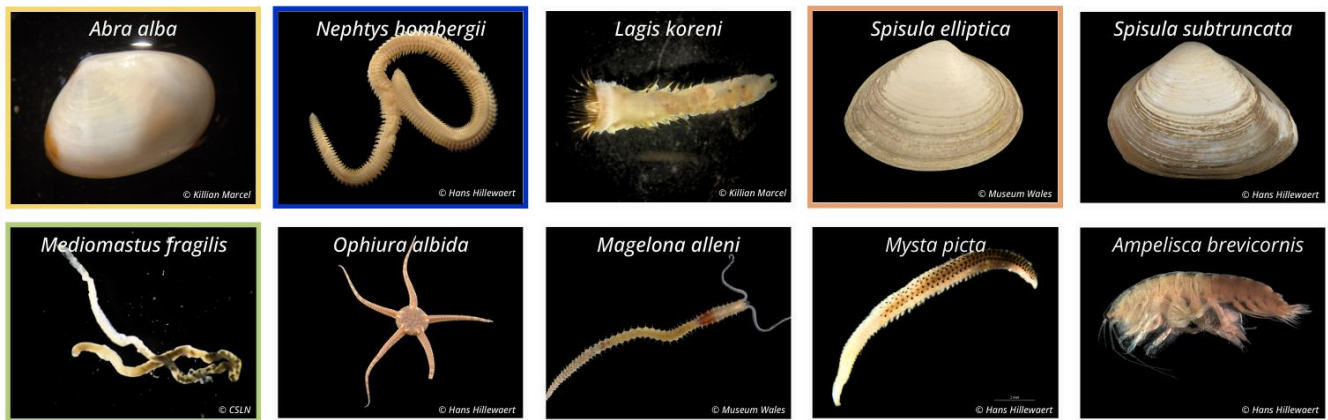 Abra alba
Nephtys hombergii
Lagis koreni
Spisula elliptica
Spisula subtruncata
© Killian Marcel
© Hans Hillewaert
© Killian Marcel
© Museum Wales
© Hans Hillewaert
Mediomastus fragilis
Ophiura albida
Magelona alleni
Mysta picta
Ampelisca brevicornis
© CSLN
© Hans Hillewaert
© Museum Wales
2 mm
© Hans Hillewaert
© Hans Hillewaert